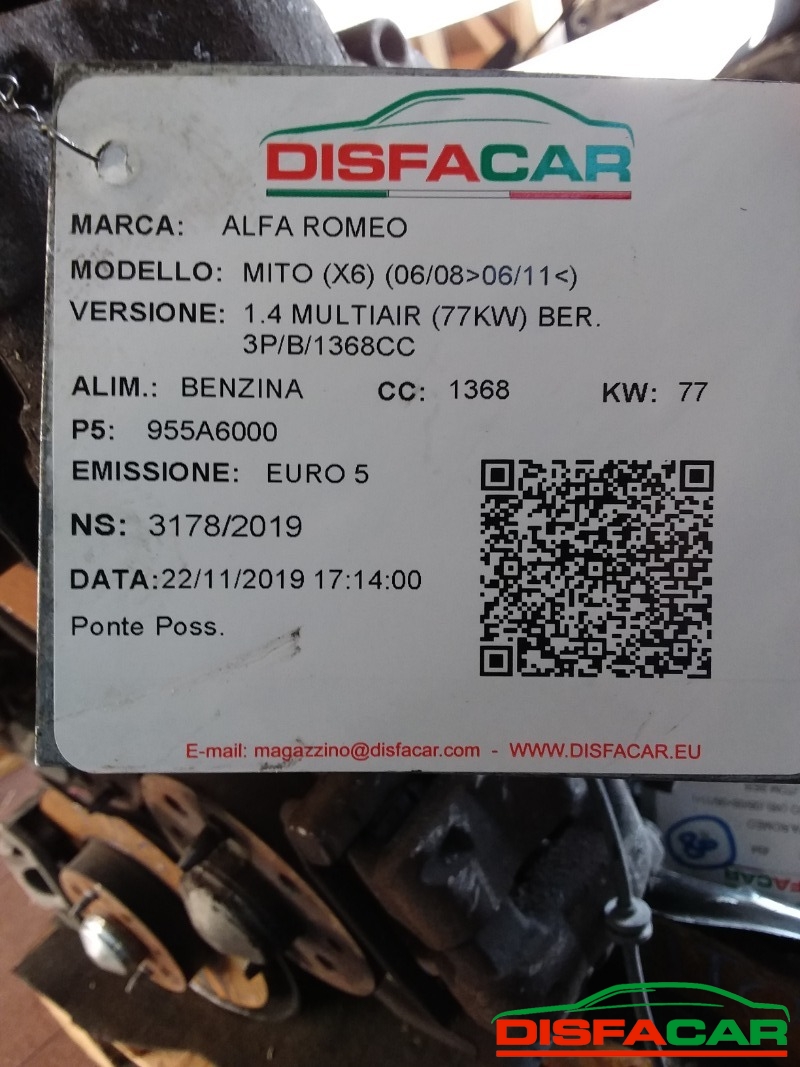 DISFACAR
MARCA: ALFA ROMEO
MODELLO: MITO (X6) (06/08>06/11<)
VERSIONE: 1.4 MULTIAIR (77KW) BER.
3P/B/1368CC
ALIM.: BENZINA CC: 1368 KW: 77
P5: 955A6000
EMISSIONE: EURO 5
NS: 3178/2019
DATA:22/11/2019 17:14:00
Ponte Poss.
E-mail: magazzino@disfacar.com - WWW.DISFACAR.EU
ROMEO
FACAR
DISFACAR